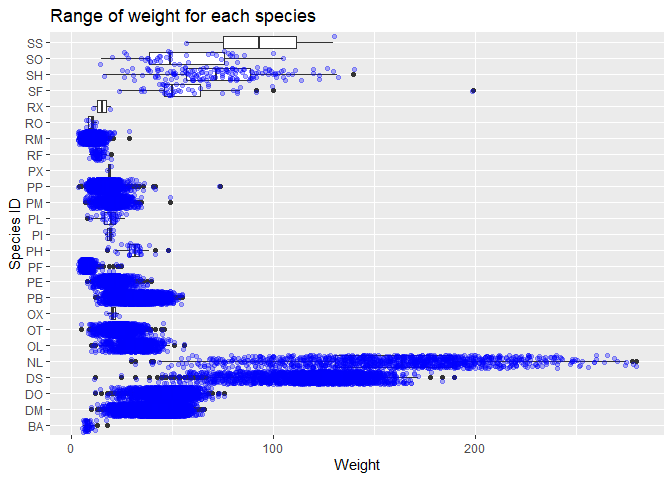 Range of weight for each species
SS
SO
SH
SF
RX
RO
RM
RF
PX
PP
PM
PL
PI
PH
PF
PE
PB
OX
OT
OL
NL
DS
DO
DM
BA
Species ID
0
100
200
Weight